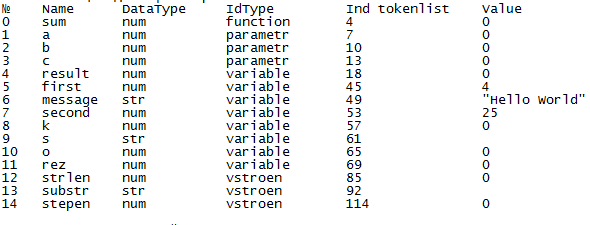 № Name DataType IdType Ind tokenlist Value
0 sum num function 4 0
1 a num parametr 7 0
2 b num parametr 10 0
3 c num parametr 13 0
4 result num variable 18 0
5 first num variable 45 4
6 message str variable 49 "Hello World"
7 second num variable 53 25
8 k num variable 57 0
9 s str variable 61
10 o num variable 65 0
11 rez num variable 69 0
12 strlen num vstroen 85 0
13 substr str vstroen 92
14 stepen num vstroen 114 0